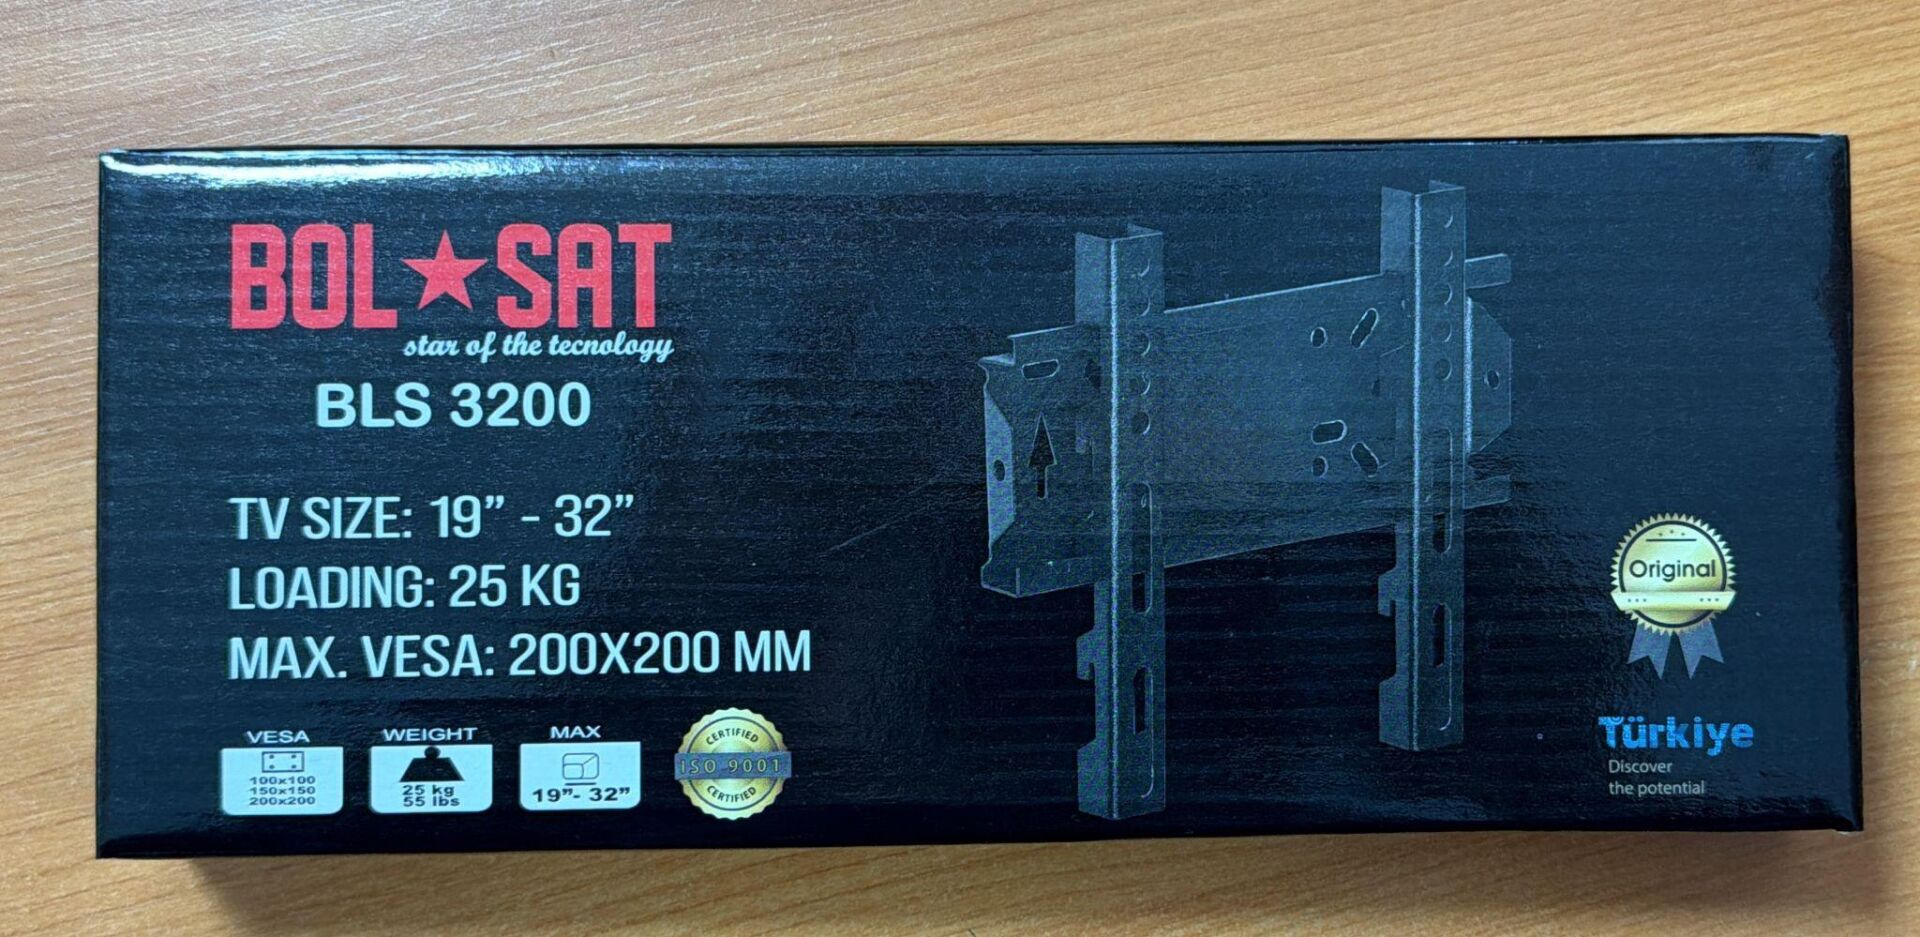 BOL★SAT
star of the tecnology
BLS 3200
TV SIZE: 19” - 32”
LOADING: 25 KG
MAX. VESA: 200X200 MM
VESA
100x100
150x150
200x200
WEIGHT
25 kg
55 lbs
MAX
19”- 32”
CERTIFIED
ISO 9001
CERTIFIED
Original
Türkiye
Discover
the potential